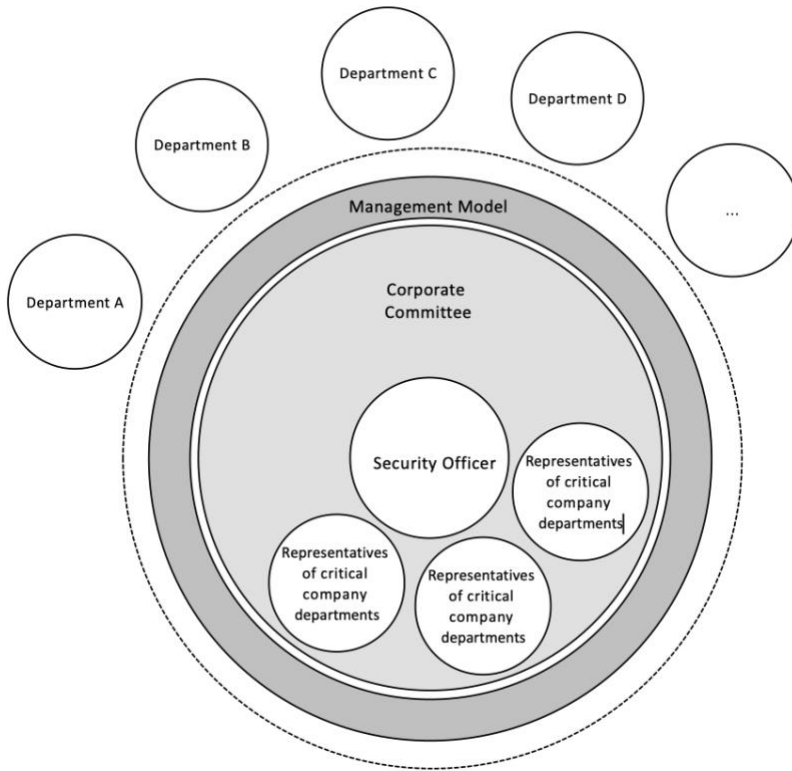 Department C
Department D
Department B
...
Management Model
Department A
Corporate
Committee
Security Officer
Representatives
of critical
company
departments
Representatives
of critical
company
departments
Representatives
of critical
company
departments